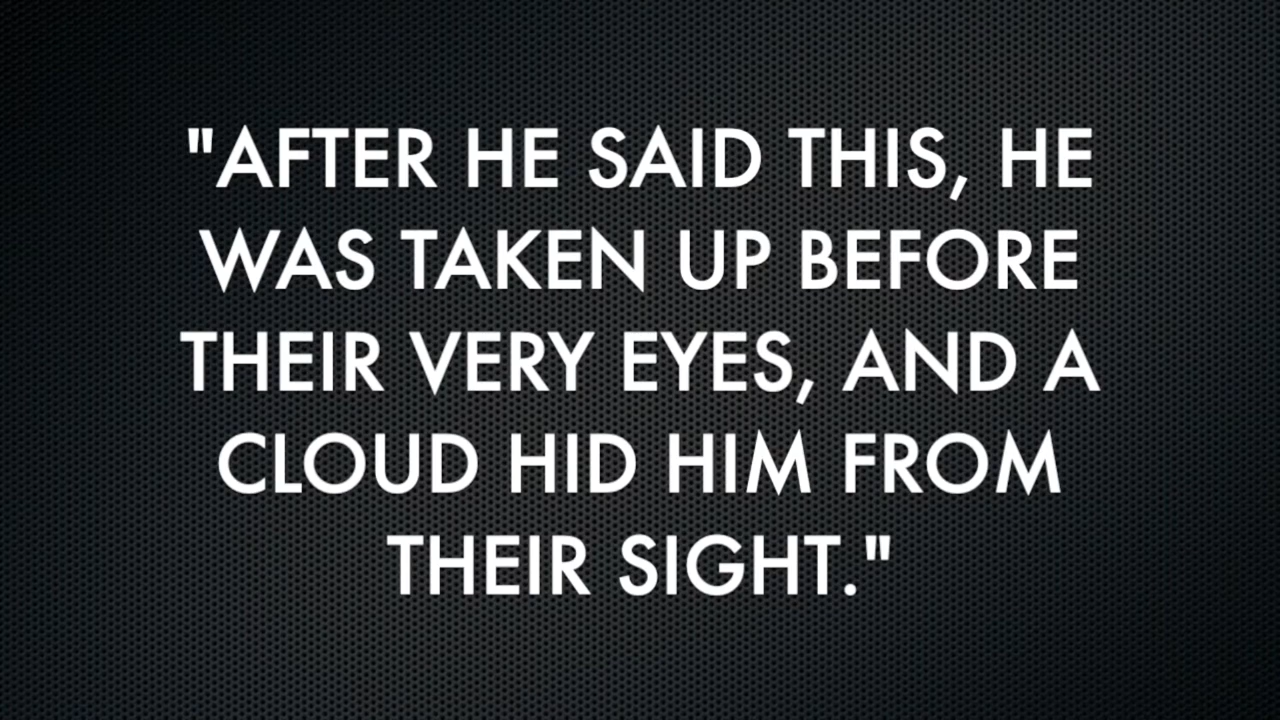 "AFTER HE SAID THIS, HE
WAS TAKEN UP BEFORE
THEIR VERY EYES, AND A
CLOUD HID HIM FROM
THEIR SIGHT."